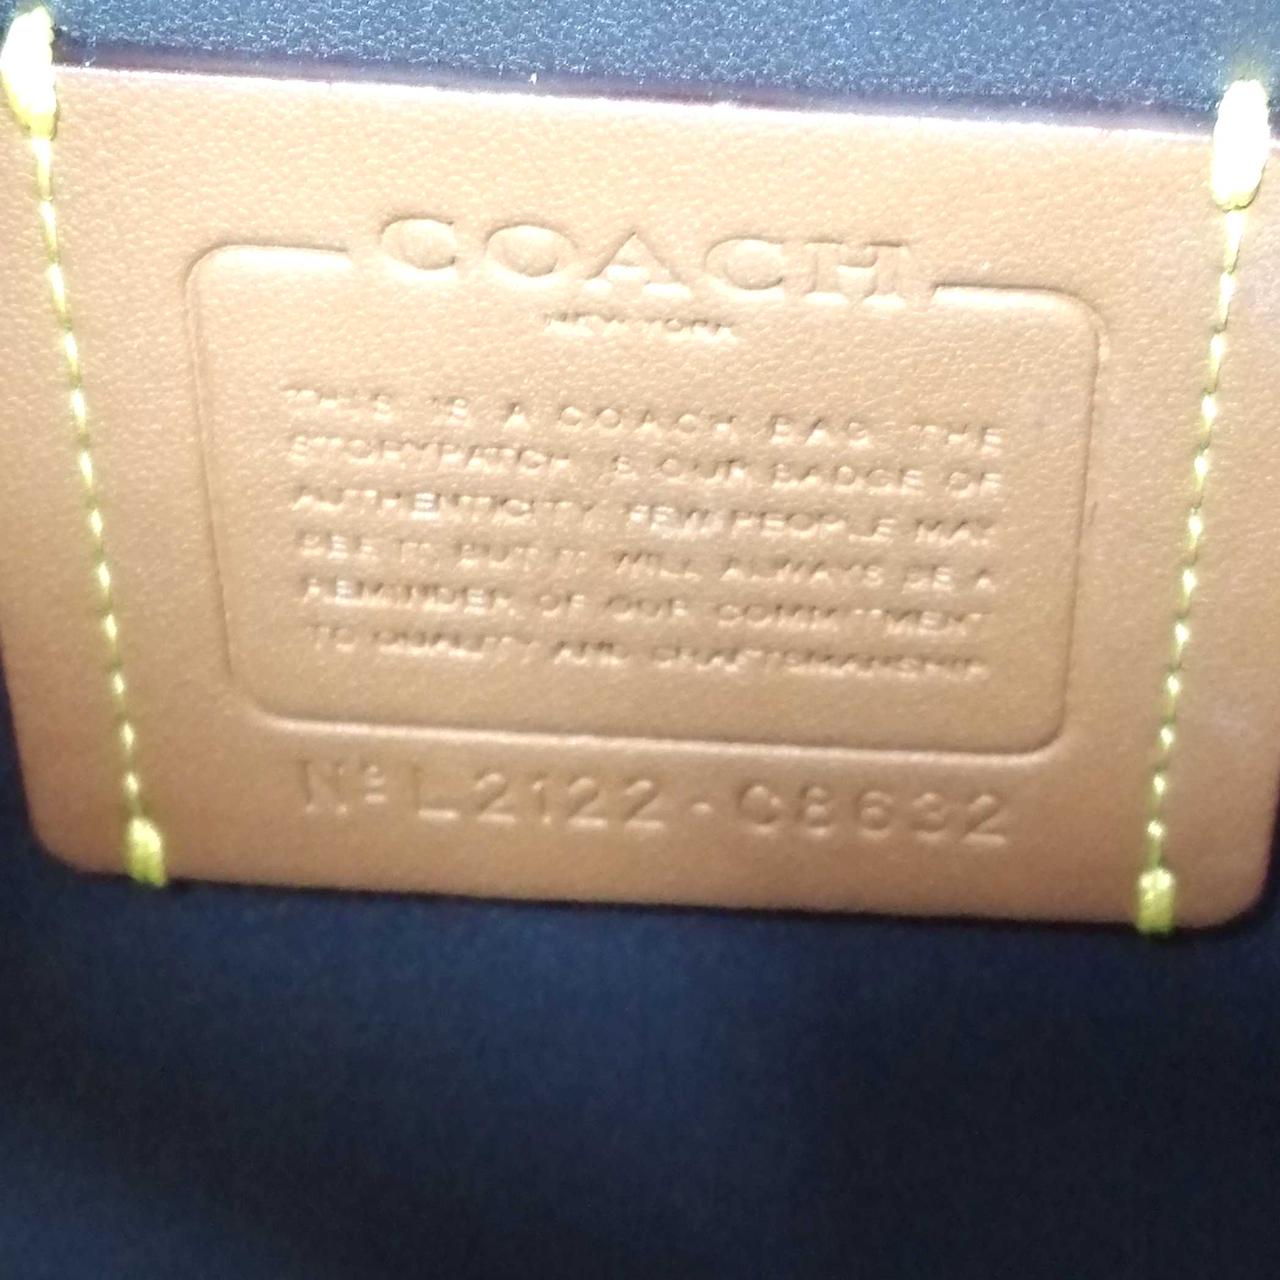 COACH
NEW YORK
THIS IS A COACH BAG. THE
STORYPATCH IS OUR BADGE OF
AUTHENTICITY. FEW PEOPLE MAY
SEE IT, BUT IT WILL ALWAYS BE A
REMINDER OF OUR COMMITMENT
TO QUALITY AND CRAFTSMANSHIP.
Nº L2122-C8632